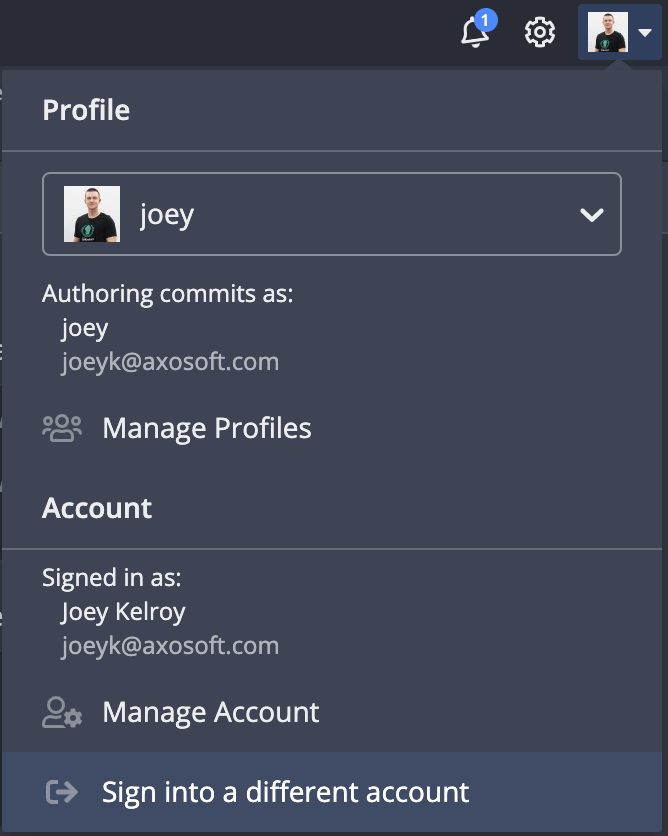 1
Profile
joey
Authoring commits as:
joey
joeyk@axosoft.com
Manage Profiles
Account
Signed in as:
Joey Kelroy
joeyk@axosoft.com
Manage Account
Sign into a different account